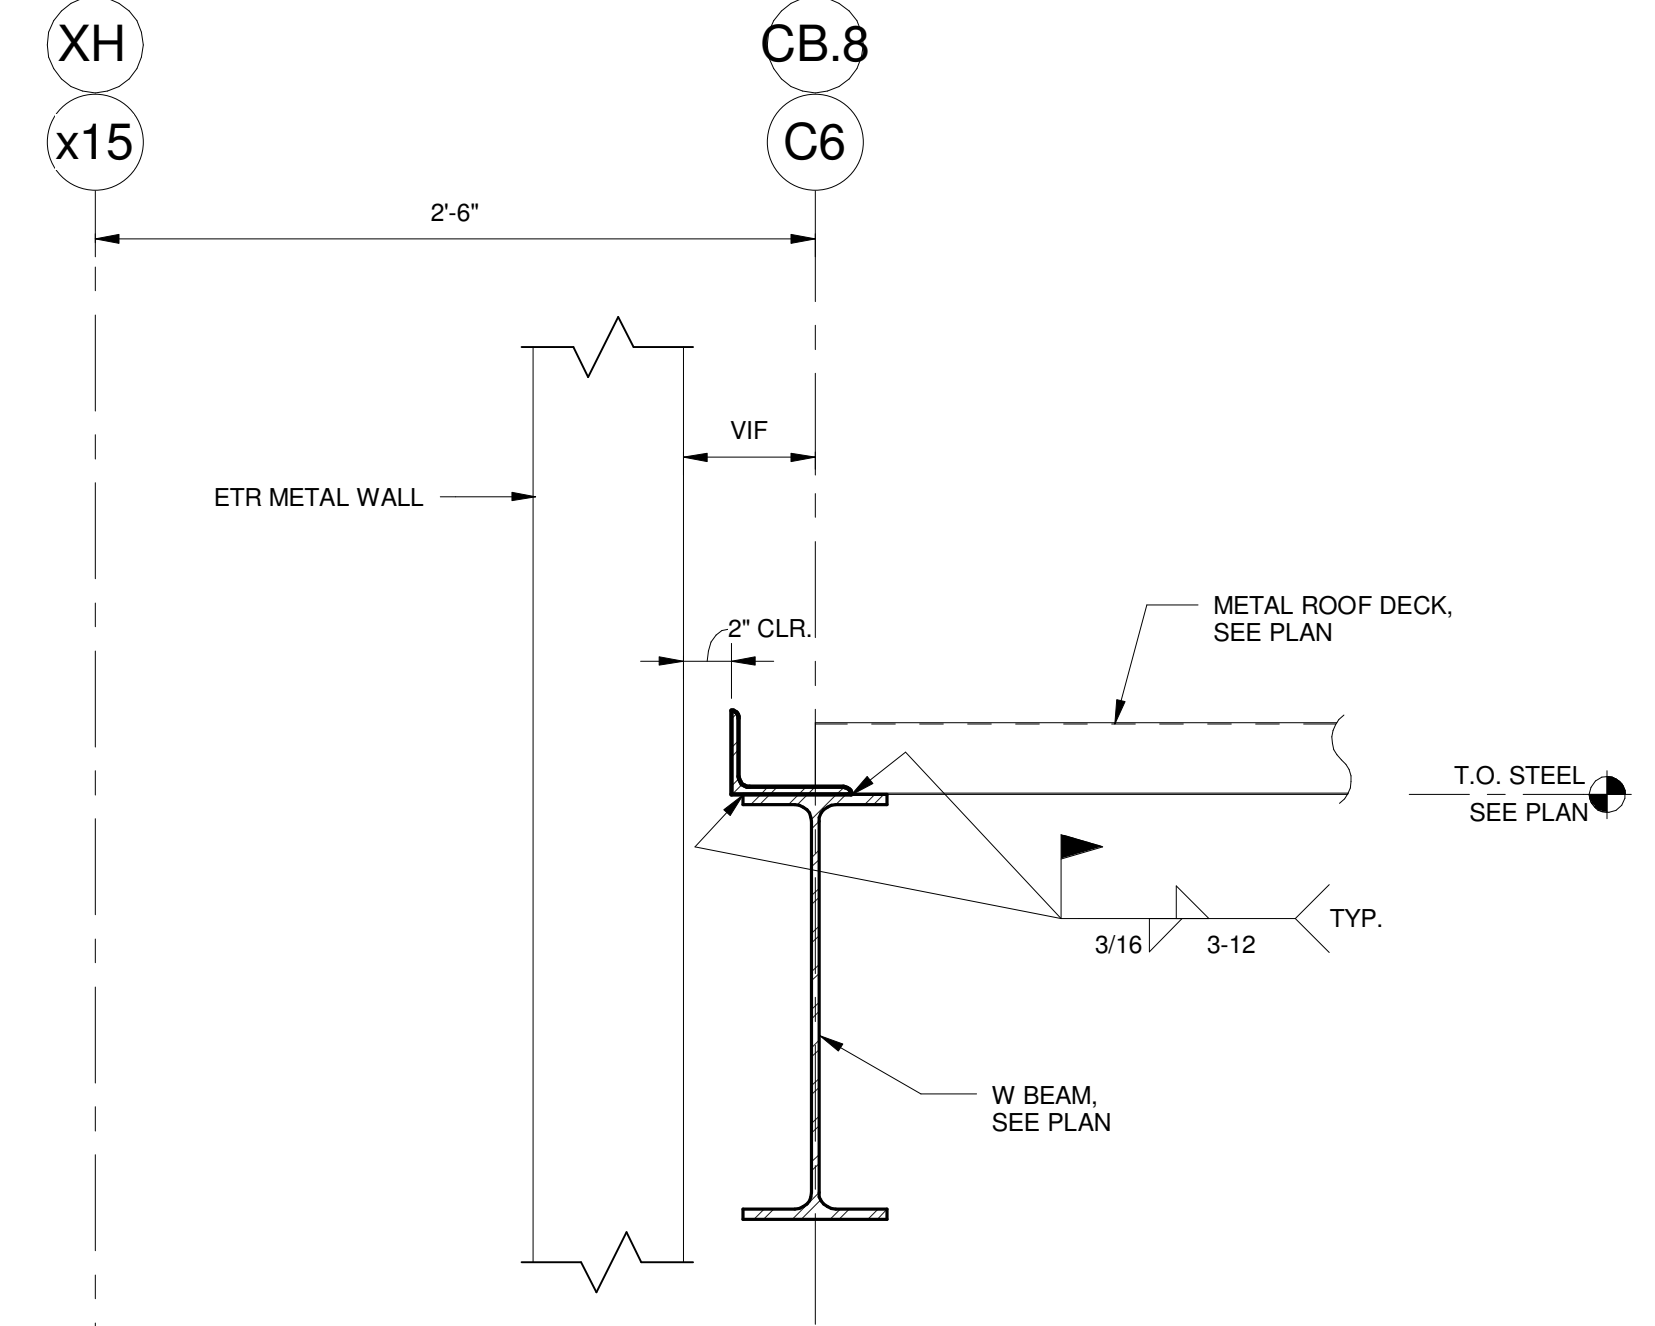 XH
CB.8
x15
C6
2'-6"
VIF
ETR METAL WALL
METAL ROOF DECK,
SEE PLAN
2" CLR.
T.O. STEEL
SEE PLAN
TYP.
3/16
3-12
W BEAM,
SEE PLAN